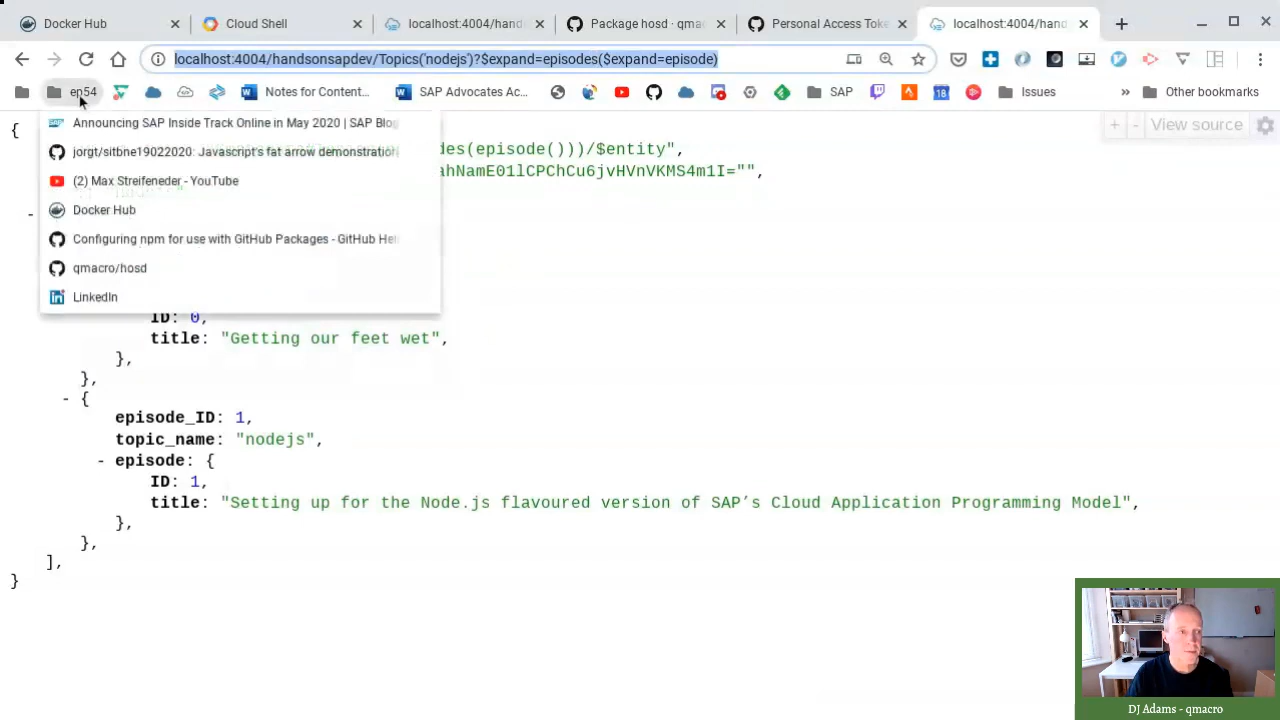 Docker Hub
Cloud Shell
localhost:4004/hand
Package hosd · qmac
Personal Access Tok
localhost:4004/hand
localhost:4004/handsonsapdev/Topics('nodejs')?$expand=episodes($expand=episode)
ep54
Notes for Content...
SAP Advocates Ac...
SAP
18
Issues
»
Other bookmarks
{
+ - View source
Announcing SAP Inside Track Online in May 2020 | SAP Blog
jorgt/sitbne19022020: Javascript's fat arrow demonstration
(2) Max Streifeneder - YouTube
Docker Hub
Configuring npm for use with GitHub Packages - GitHub Hel
qmacro/hosd
LinkedIn
des(episode()))/$entity",
ahNamE01lCPChCu6jvHVnVKMS4m1I="",
-
ID: 0,
title: "Getting our feet wet",
},
},
- {
episode_ID: 1,
topic_name: "nodejs",
- episode: {
ID: 1,
title: "Setting up for the Node.js flavoured version of SAP’s Cloud Application Programming Model",
},
},
],
}
DJ Adams - qmacro